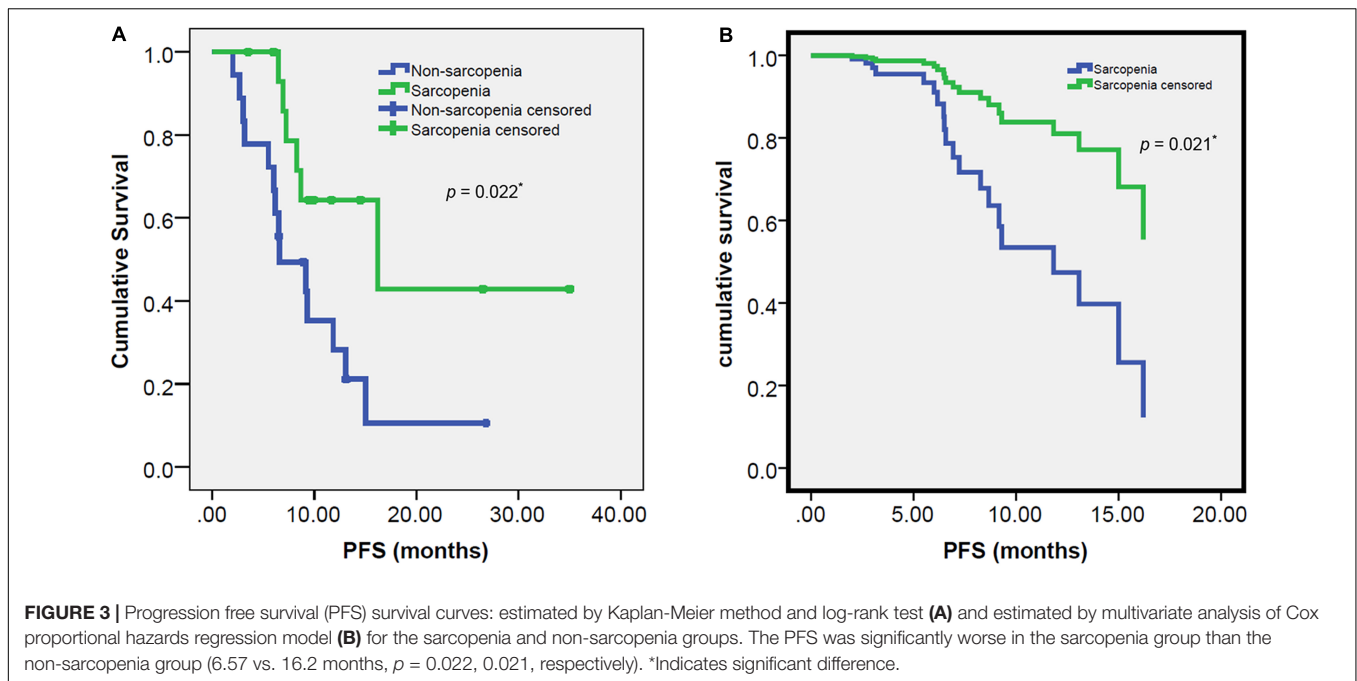 A
1.0
0.8
0.6
0.4
0.2
0.0
Cumulative Survival
Non-sarcopenia
Sarcopenia
Non-sarcopenia censored
Sarcopenia censored
p = 0.022*
.00 10.00 20.00 30.00 40.00
PFS (months)
B
1.0
0.8
0.6
0.4
0.2
0.0
cumulative survival
Sarcopenia
Sarcopenia censored
p = 0.021*
.00 5.00 10.00 15.00 20.00
PFS (months)
FIGURE 3 | Progression free survival (PFS) survival curves: estimated by Kaplan-Meier method and log-rank test (A) and estimated by multivariate analysis of Cox
proportional hazards regression model (B) for the sarcopenia and non-sarcopenia groups. The PFS was significantly worse in the sarcopenia group than the
non-sarcopenia group (6.57 vs. 16.2 months, p = 0.022, 0.021, respectively). *Indicates significant difference.